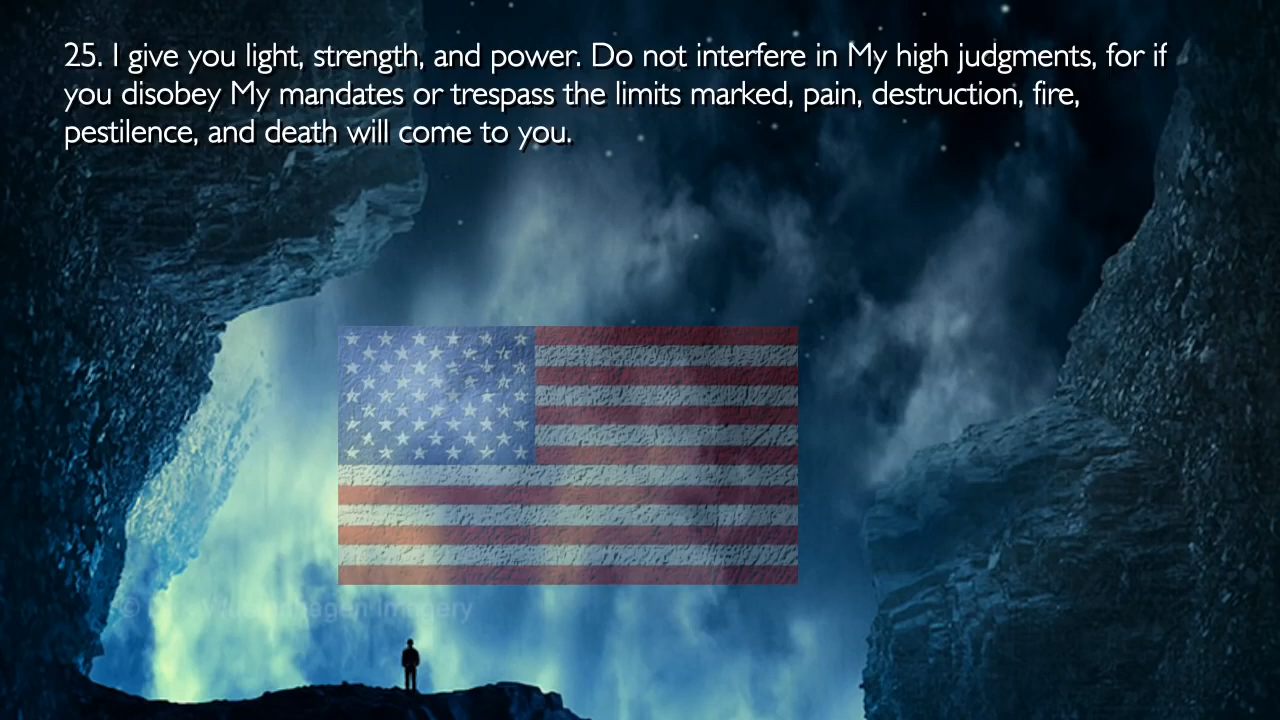 25. I give you light, strength, and power. Do not interfere in My high judgments, for if
you disobey My mandates or trespass the limits marked, pain, destruction, fire,
pestilence, and death will come to you.